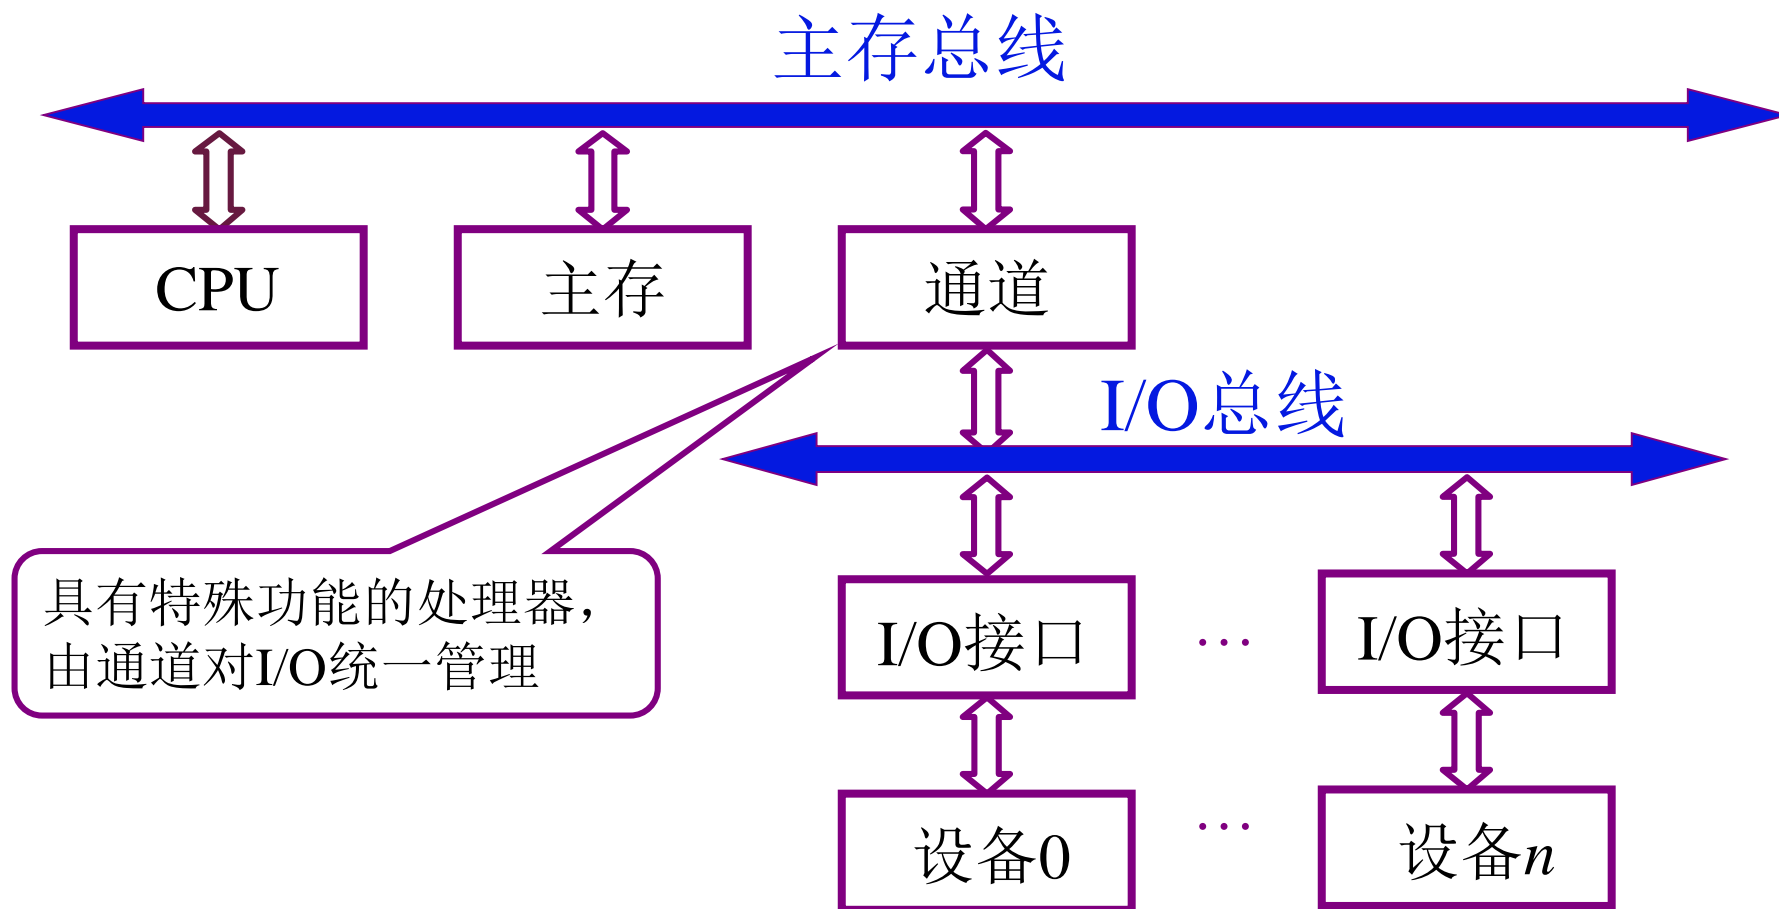 主存总线
CPU
主存
通道
I/O总线
具有特殊功能的处理器，
由通道对I/O统一管理
I/O接口
…
I/O接口
设备0
…
设备n